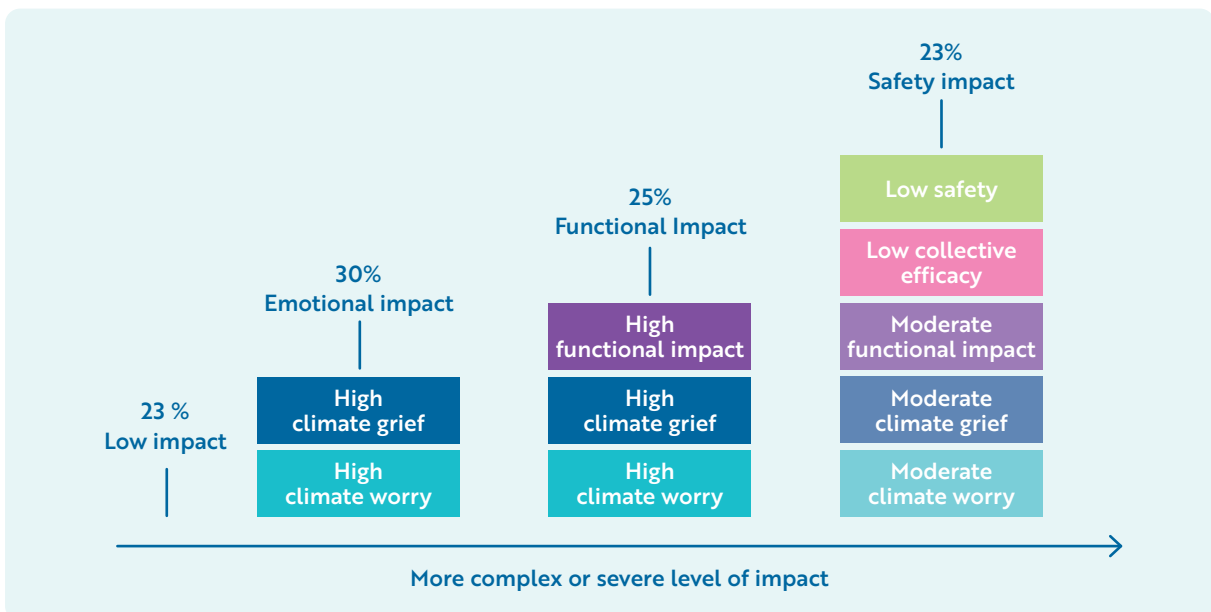 23 %
Low impact
30%
Emotional impact
High
climate grief
High
climate worry
25%
Functional Impact
High
functional impact
High
climate grief
High
climate worry
23%
Safety impact
Low safety
Low collective
efficacy
Moderate
functional impact
Moderate
climate grief
Moderate
climate worry
More complex or severe level of impact